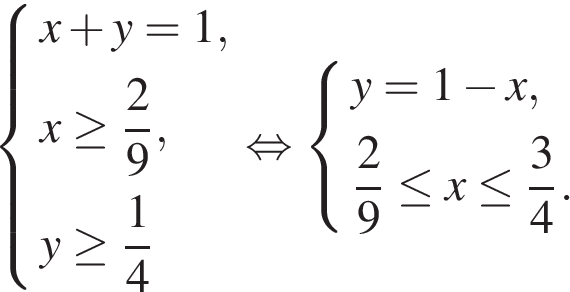 x + y = 1,
x ≥ 2/9,
y ≥ 1/4
⇔
y = 1 − x,
2/9 ≤ x ≤ 3/4.